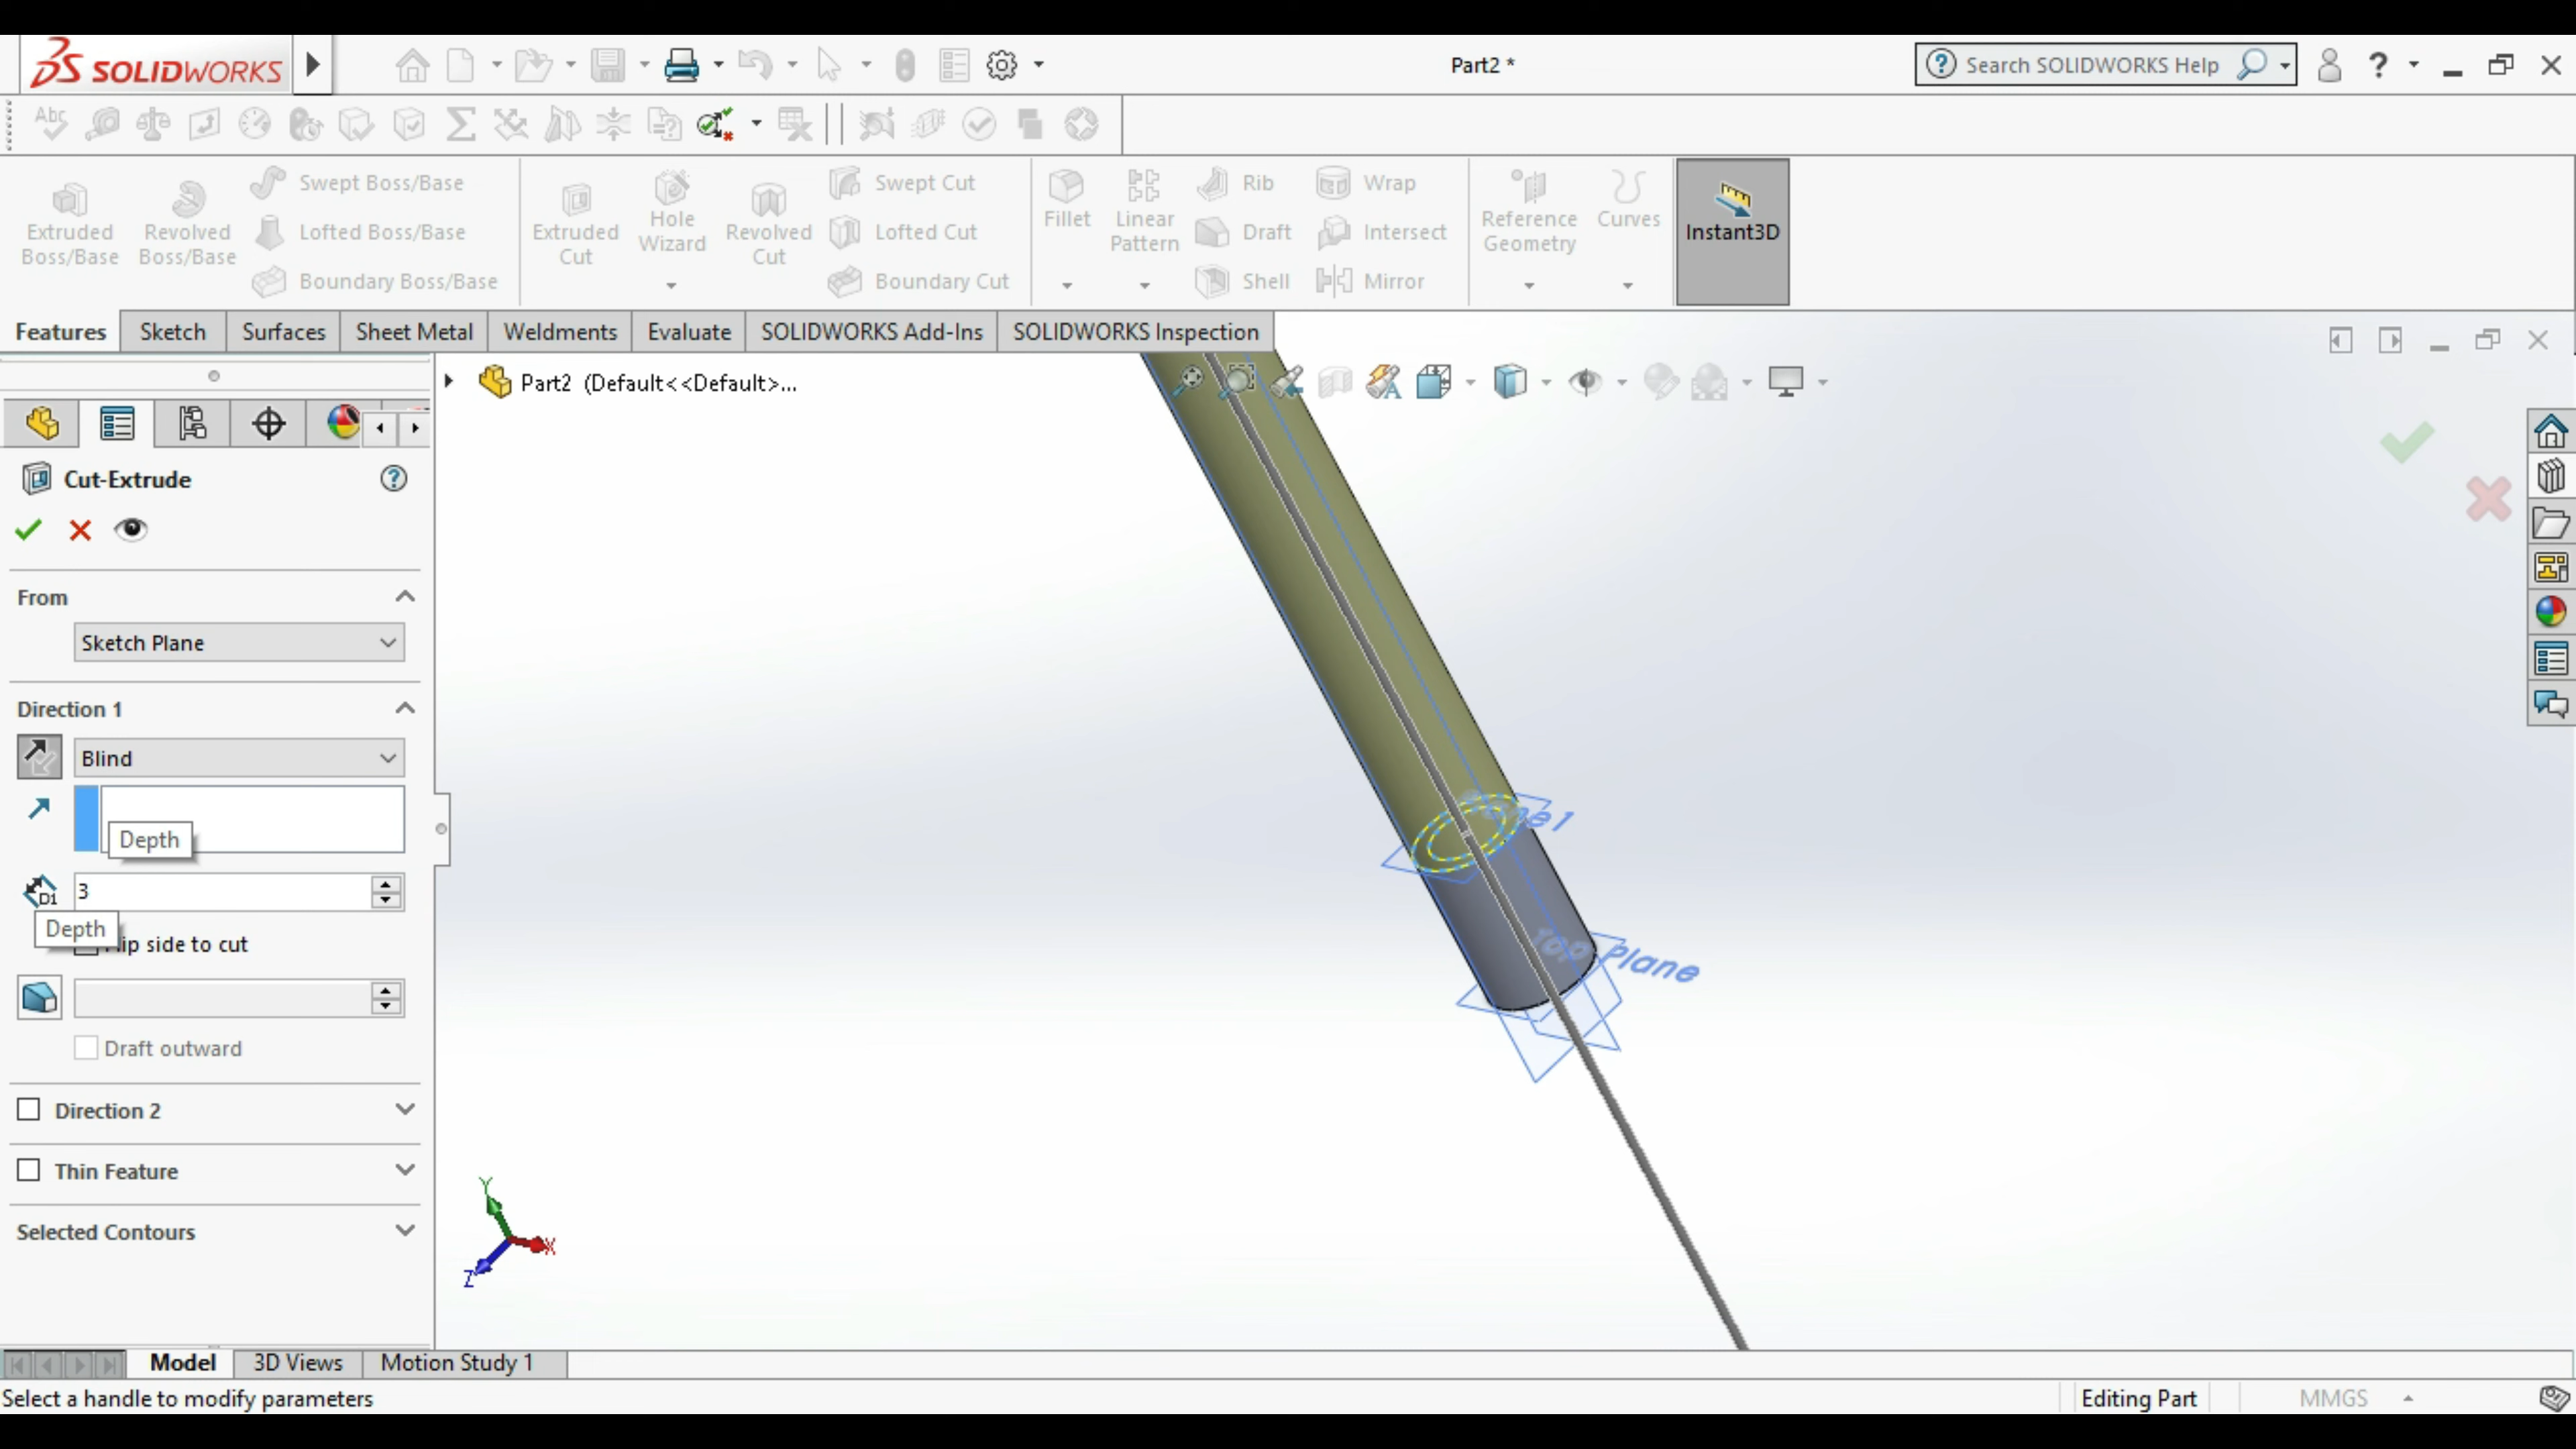 SOLIDWORKS
Part2 *
Search SOLIDWORKS Help
?
Abc
Extruded Boss/Base
Revolved Boss/Base
Swept Boss/Base
Lofted Boss/Base
Boundary Boss/Base
Extruded Cut
Hole Wizard
Revolved Cut
Swept Cut
Lofted Cut
Boundary Cut
Fillet
Linear Pattern
Rib
Draft
Shell
Wrap
Intersect
Mirror
Reference Geometry
Curves
Instant3D
Features
Sketch
Surfaces
Sheet Metal
Weldments
Evaluate
SOLIDWORKS Add-Ins
SOLIDWORKS Inspection
Part2 (Default<<Default>...
Cut-Extrude
?
From
Sketch Plane
Direction 1
Blind
Depth
D1
3
Depth
ip side to cut
Draft outward
Direction 2
Thin Feature
Selected Contours
Top Plane
Y
X
Z
Model
3D Views
Motion Study 1
Select a handle to modify parameters
Editing Part
MMGS